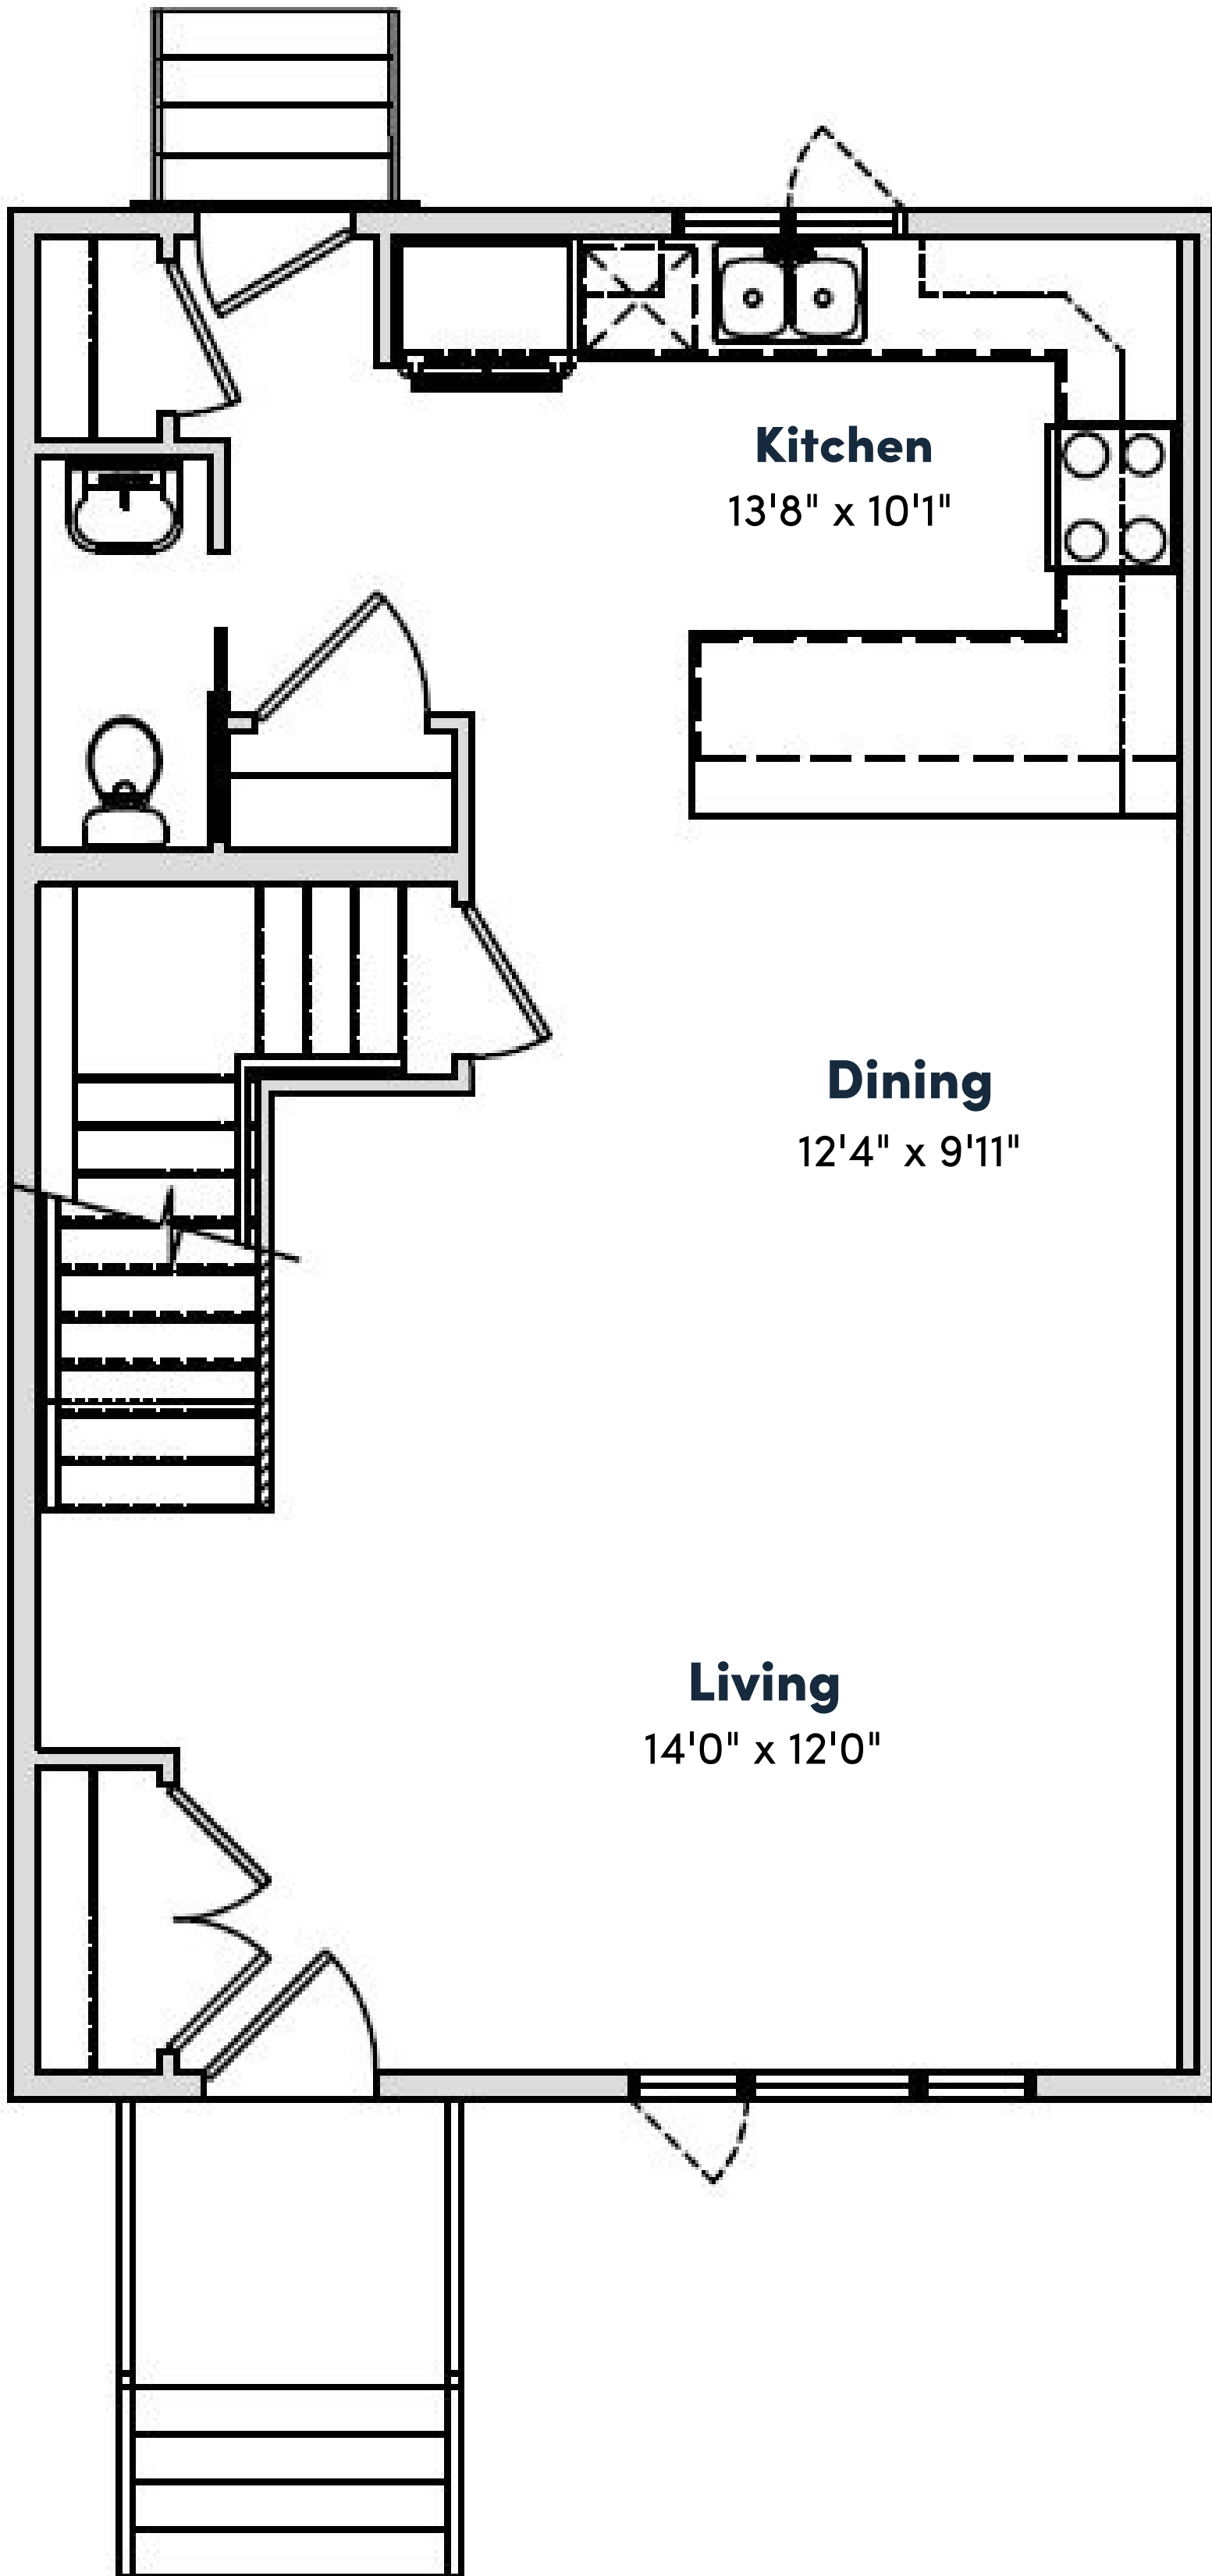 Kitchen
13'8" x 10'1"
Dining
12'4" x 9'11"
Living
14'0" x 12'0"